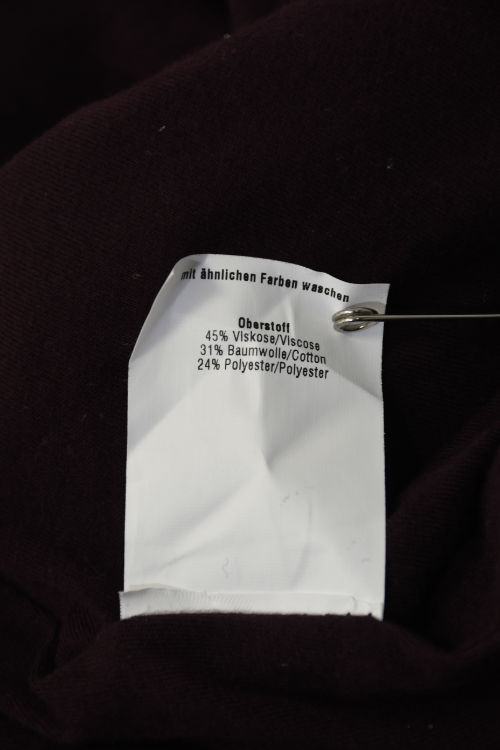 mit ähnlichen Farben waschen
Oberstoff
45% Viskose/Viscose
31% Baumwolle/Cotton
24% Polyester/Polyester